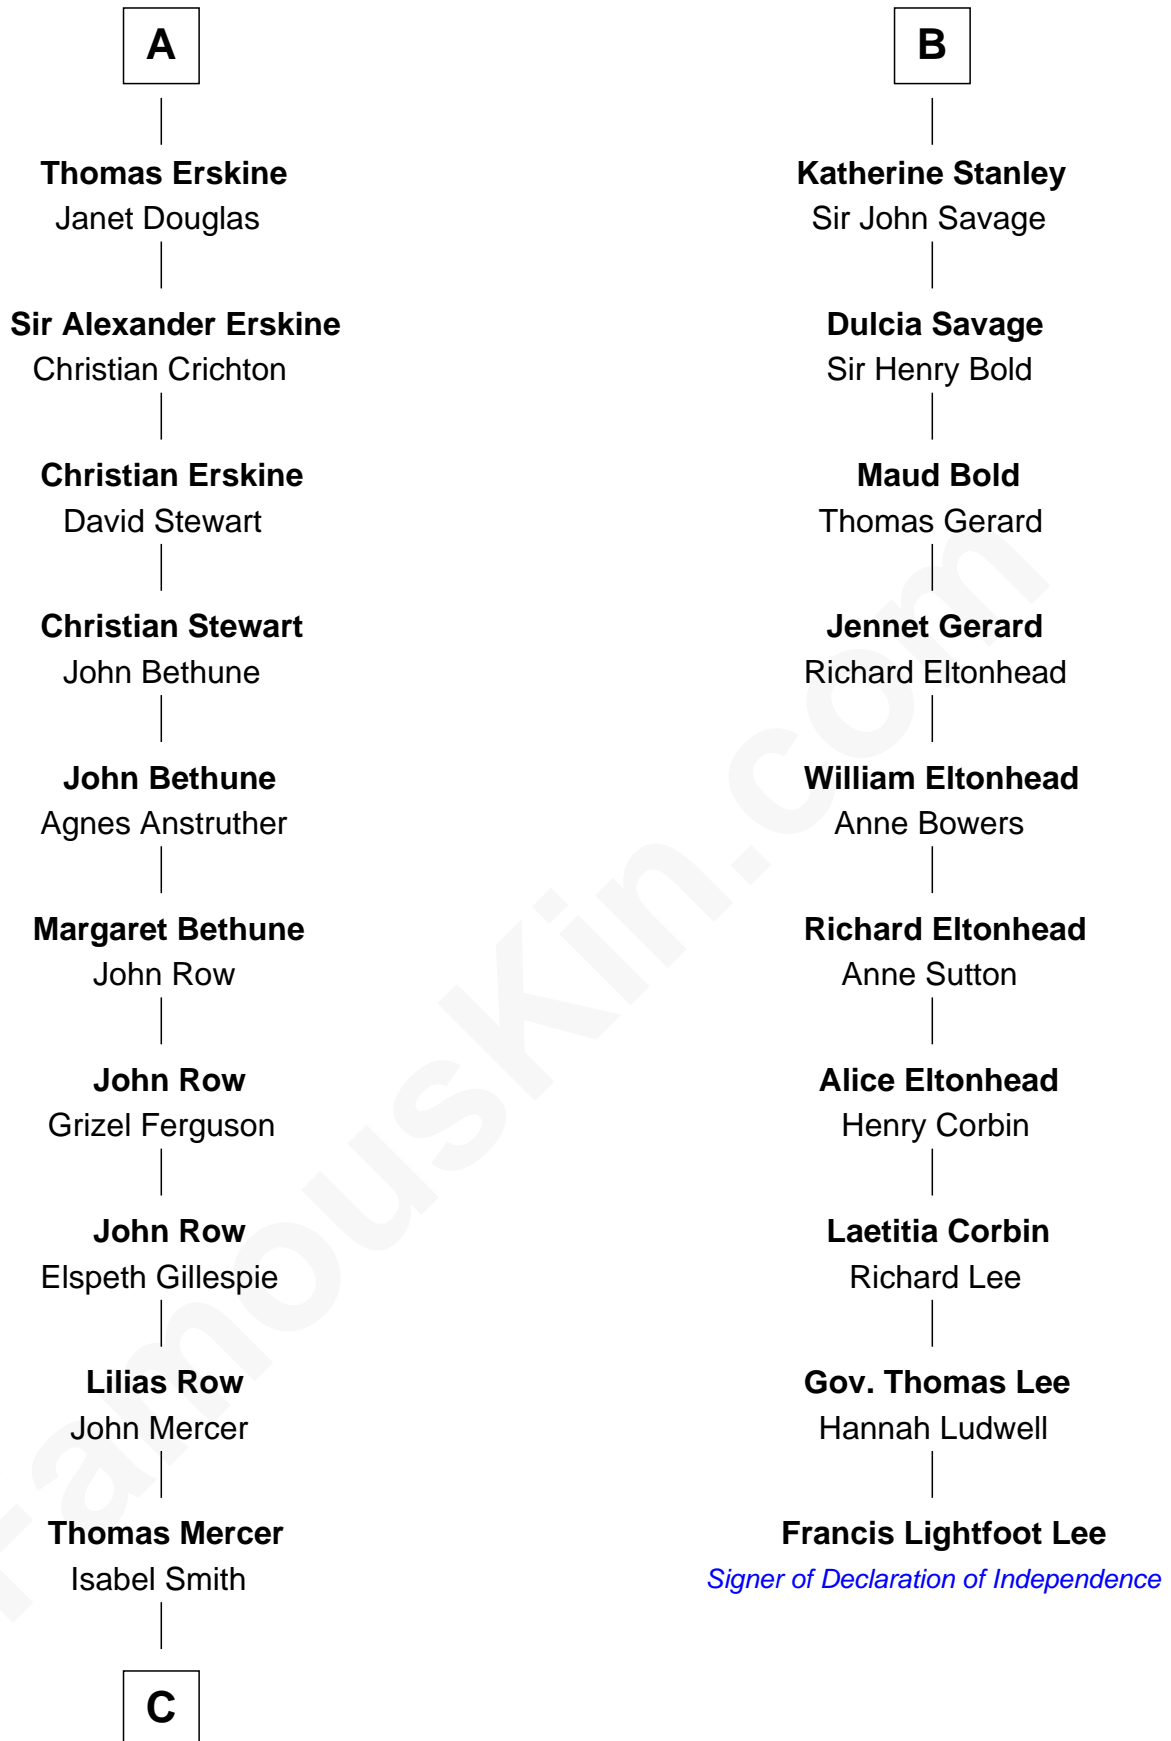 A
Thomas Erskine
Janet Douglas
Sir Alexander Erskine
Christian Crichton
Christian Erskine
David Stewart
Christian Stewart
John Bethune
John Bethune
Agnes Anstruther
Margaret Bethune
John Row
John Row
Grizel Ferguson
John Row
Elspeth Gillespie
Lilias Row
John Mercer
Thomas Mercer
Isabel Smith
C
B
Katherine Stanley
Sir John Savage
Dulcia Savage
Sir Henry Bold
Maud Bold
Thomas Gerard
Jennet Gerard
Richard Eltonhead
William Eltonhead
Anne Bowers
Richard Eltonhead
Anne Sutton
Alice Eltonhead
Henry Corbin
Laetitia Corbin
Richard Lee
Gov. Thomas Lee
Hannah Ludwell
Francis Lightfoot Lee
Signer of Declaration of Independence
FamousKin.com